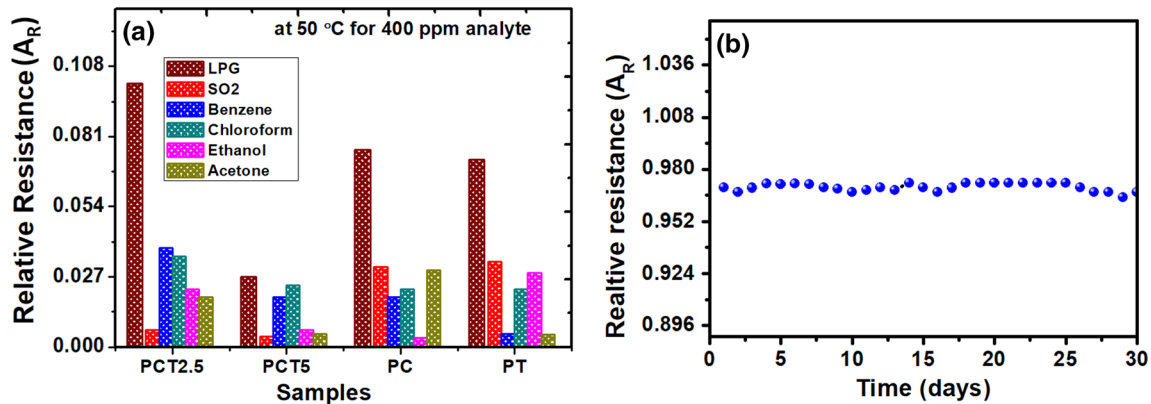 (a)
at 50 °C for 400 ppm analyte
Relative Resistance (AR)
0.108
0.081
0.054
0.027
0.000
LPG
SO2
Benzene
Chloroform
Ethanol
Acetone
PCT2.5 PCT5 PC PT
Samples
(b)
Realtive resistance (AR)
1.036
1.008
0.980
0.952
0.924
0.896
0 5 10 15 20 25 30
Time (days)